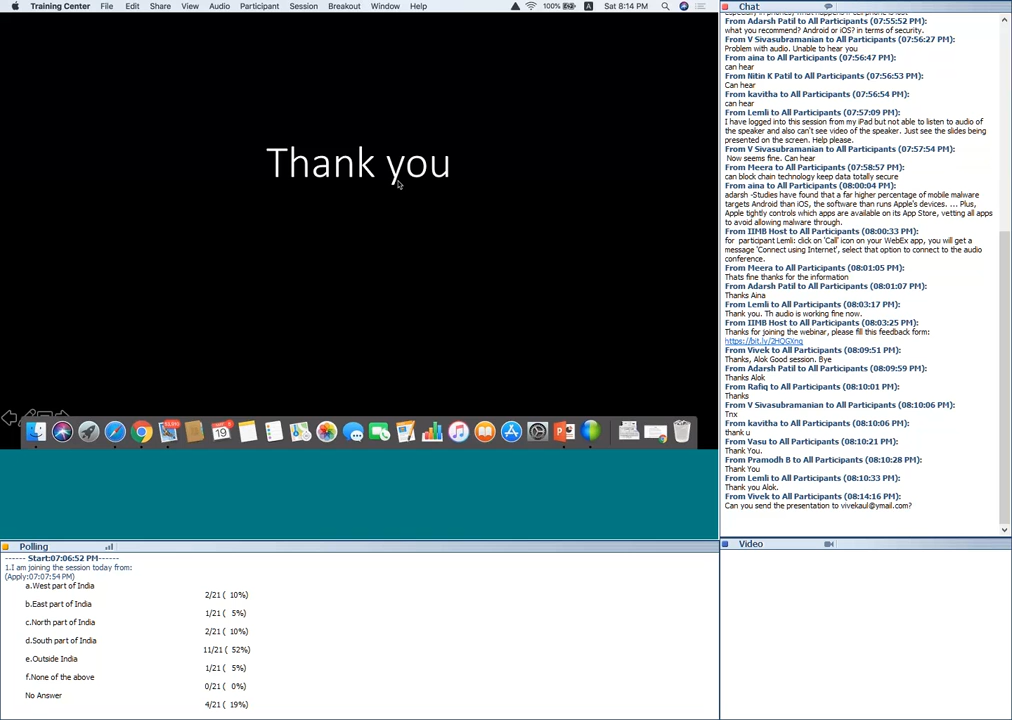 Training Center File Edit Share View Audio Participant Session Breakout Window Help 100% A Sat 8:14 PM
Thank you
19
Chat
From Adarsh Patil to All Participants (07:55:52 PM):
what you recommend? Android or iOS? in terms of security.
From V Sivasubramanian to All Participants (07:56:27 PM):
Problem with audio. Unable to hear you
From aina to All Participants (07:56:47 PM):
can hear
From Nitin K Patil to All Participants (07:56:53 PM):
Can hear
From kavitha to All Participants (07:56:54 PM):
can hear
From Lemli to All Participants (07:57:09 PM):
I have logged into this session from my iPad but not able to listen to audio of
the speaker and also can't see video of the speaker. Just see the slides being
presented on the screen. Help please.
From V Sivasubramanian to All Participants (07:57:54 PM):
Now seems fine. Can hear
From Meera to All Participants (07:58:57 PM):
can block chain technology keep data totally secure
From aina to All Participants (08:00:04 PM):
adarsh -Studies have found that a far higher percentage of mobile malware
targets Android than iOS, the software than runs Apple's devices. ... Plus,
Apple tightly controls which apps are available on its App Store, vetting all apps
to avoid allowing malware through.
From IIMB Host to All Participants (08:00:33 PM):
for participant Lemli: click on 'Call' icon on your WebEx app, you will get a
message 'Connect using Internet', select that option to connect to the audio
conference.
From Meera to All Participants (08:01:05 PM):
Thats fine thanks for the information
From Adarsh Patil to All Participants (08:01:07 PM):
Thanks Aina
From Lemli to All Participants (08:03:17 PM):
Thank you. Th audio is working fine now.
From IIMB Host to All Participants (08:03:25 PM):
Thanks for joining the webinar, please fill this feedback form:
https://bit.ly/2HQGXnq
From Vivek to All Participants (08:09:51 PM):
Thanks, Alok Good session. Bye
From Adarsh Patil to All Participants (08:09:59 PM):
Thanks Alok
From Rafiq to All Participants (08:10:01 PM):
Thanks
From V Sivasubramanian to All Participants (08:10:06 PM):
Tnx
From kavitha to All Participants (08:10:08 PM):
thank u
From Vasu to All Participants (08:10:21 PM):
Thank You.
From Pramodh B to All Participants (08:10:28 PM):
Thank You
From Lemli to All Participants (08:10:33 PM):
Thank you Alok.
From Vivek to All Participants (08:14:16 PM):
Can you send the presentation to vivekaul@ymail.com?
Polling
------ Start:07:06:52 PM------
1.I am joining the session today from:
(Apply:07:07:54 PM)
a.West part of India
2/21 ( 10%)
b.East part of India
1/21 ( 5%)
c.North part of India
2/21 ( 10%)
d.South part of India
11/21 ( 52%)
e.Outside India
1/21 ( 5%)
f.None of the above
0/21 ( 0%)
No Answer
4/21 ( 19%)
Video